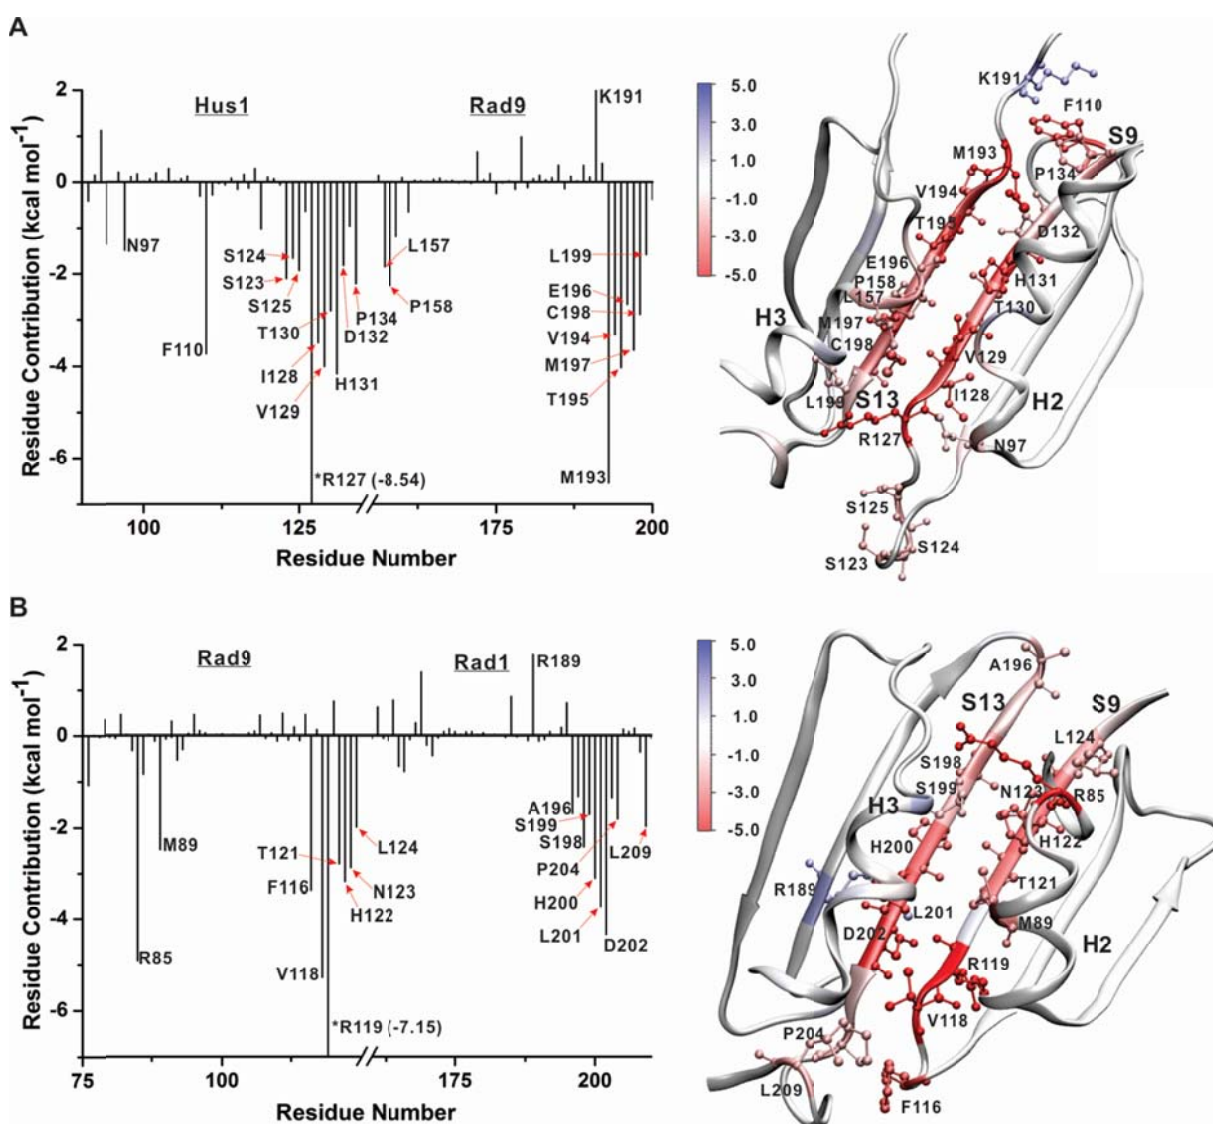 A
Residue Contribution (kcal mol⁻¹)
2
0
-2
-4
-6
Hus1
Rad9
K191
N97
S124
S123
S125
F110
T130
I128
V129
H131
D132
P134
L157
P158
*R127 (-8.54)
L199
E196
C198
V194
M197
T195
M193
100
125
175
200
Residue Number
5.0
3.0
1.0
-1.0
-3.0
-5.0
K191
F110
S9
M193
P134
V194
T195
D132
E196
H131
P158
L157
T130
H3
M197
C198
V129
L199
S13
I128
H2
R127
N97
S125
S124
S123
B
Residue Contribution (kcal mol⁻¹)
2
0
-2
-4
-6
Rad9
Rad1
R189
M89
R85
T121
F116
V118
L124
N123
H122
*R119 (-7.15)
A196
S199
S198
P204
H200
L201
L209
D202
75
100
175
200
Residue Number
5.0
3.0
1.0
-1.0
-3.0
-5.0
A196
S13
S9
L124
S198
S199
N123
R85
H3
H122
H200
R189
T121
L201
M89
D202
H2
R119
V118
P204
L209
F116